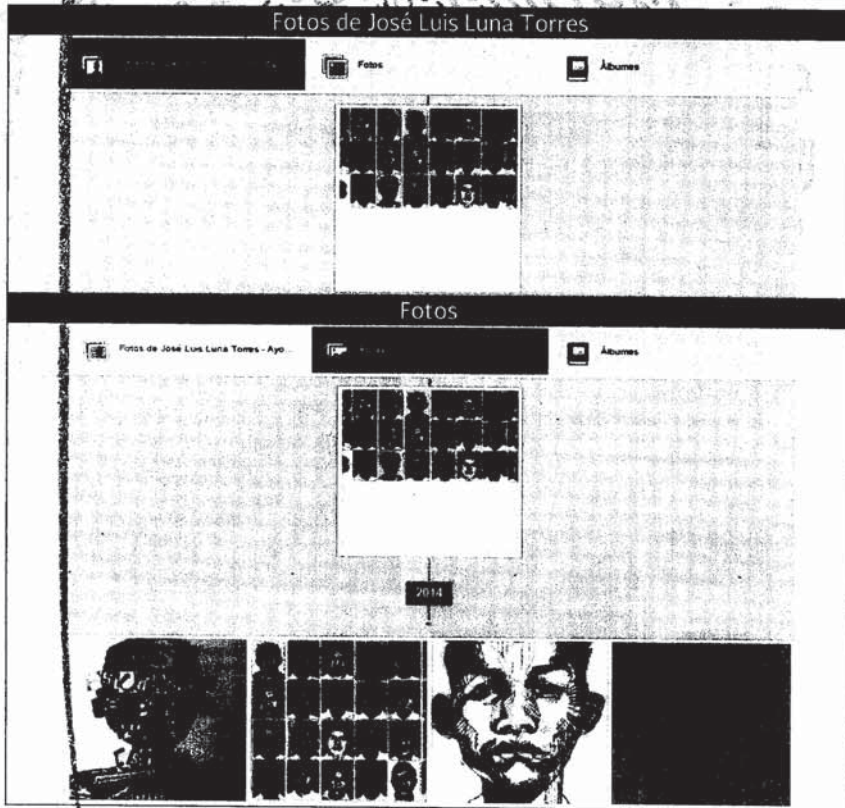 Fotos de José Luis Luna Torres
Fotos
Álbumes
Fotos
Fotos de José Luis Luna Torres - Ayo...
Álbumes
2014